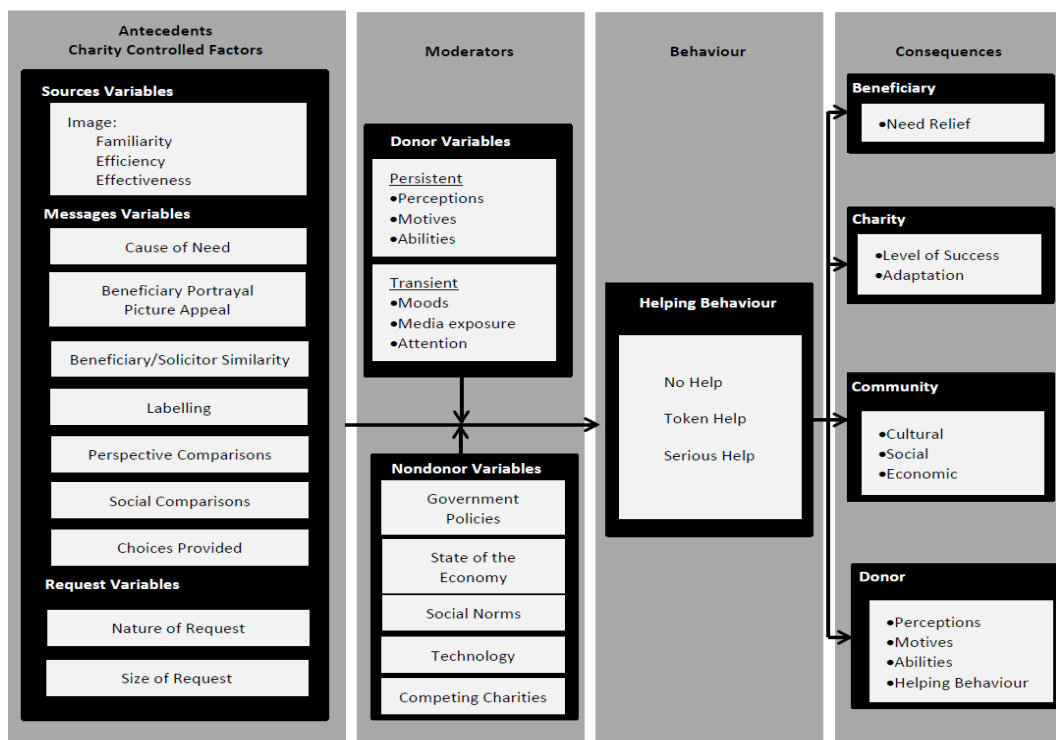 Antecedents
Charity Controlled Factors
Sources Variables
Image:
Familiarity
Efficiency
Effectiveness
Messages Variables
Cause of Need
Beneficiary Portrayal
Picture Appeal
Beneficiary/Solicitor Similarity
Labelling
Perspective Comparisons
Social Comparisons
Choices Provided
Request Variables
Nature of Request
Size of Request
Moderators
Donor Variables
Persistent
●Perceptions
●Motives
●Abilities
Transient
●Moods
●Media exposure
●Attention
Nondonor Variables
Government
Policies
State of the
Economy
Social Norms
Technology
Competing Charities
Behaviour
Helping Behaviour
No Help
Token Help
Serious Help
Consequences
Beneficiary
●Need Relief
Charity
●Level of Success
●Adaptation
Community
●Cultural
●Social
●Economic
Donor
●Perceptions
●Motives
●Abilities
●Helping Behaviour